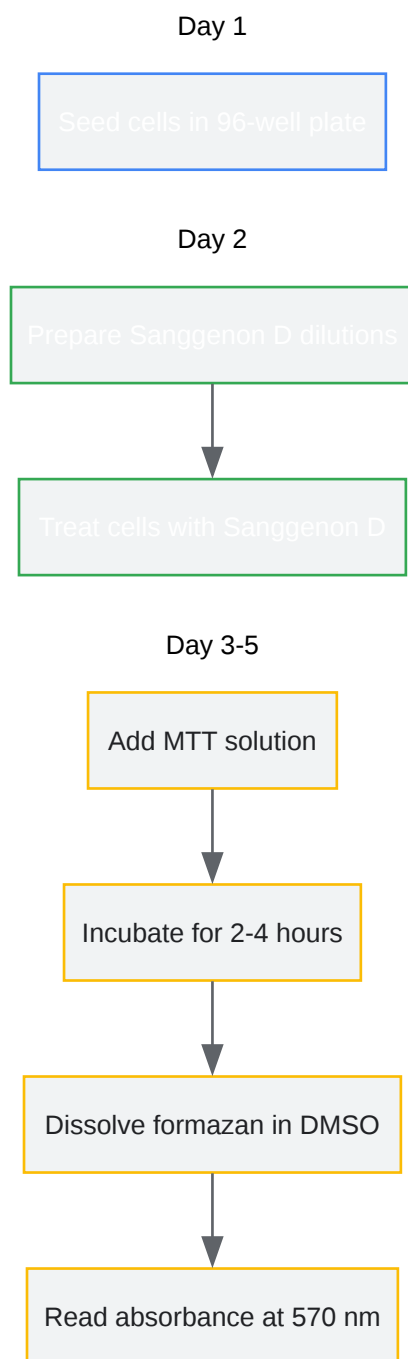 Day 1
Seed cells in 96-well plate
Day 2
Prepare Sanggenon D dilutions
Treat cells with Sanggenon D
Day 3-5
Add MTT solution
Incubate for 2-4 hours
Dissolve formazan in DMSO
Read absorbance at 570 nm